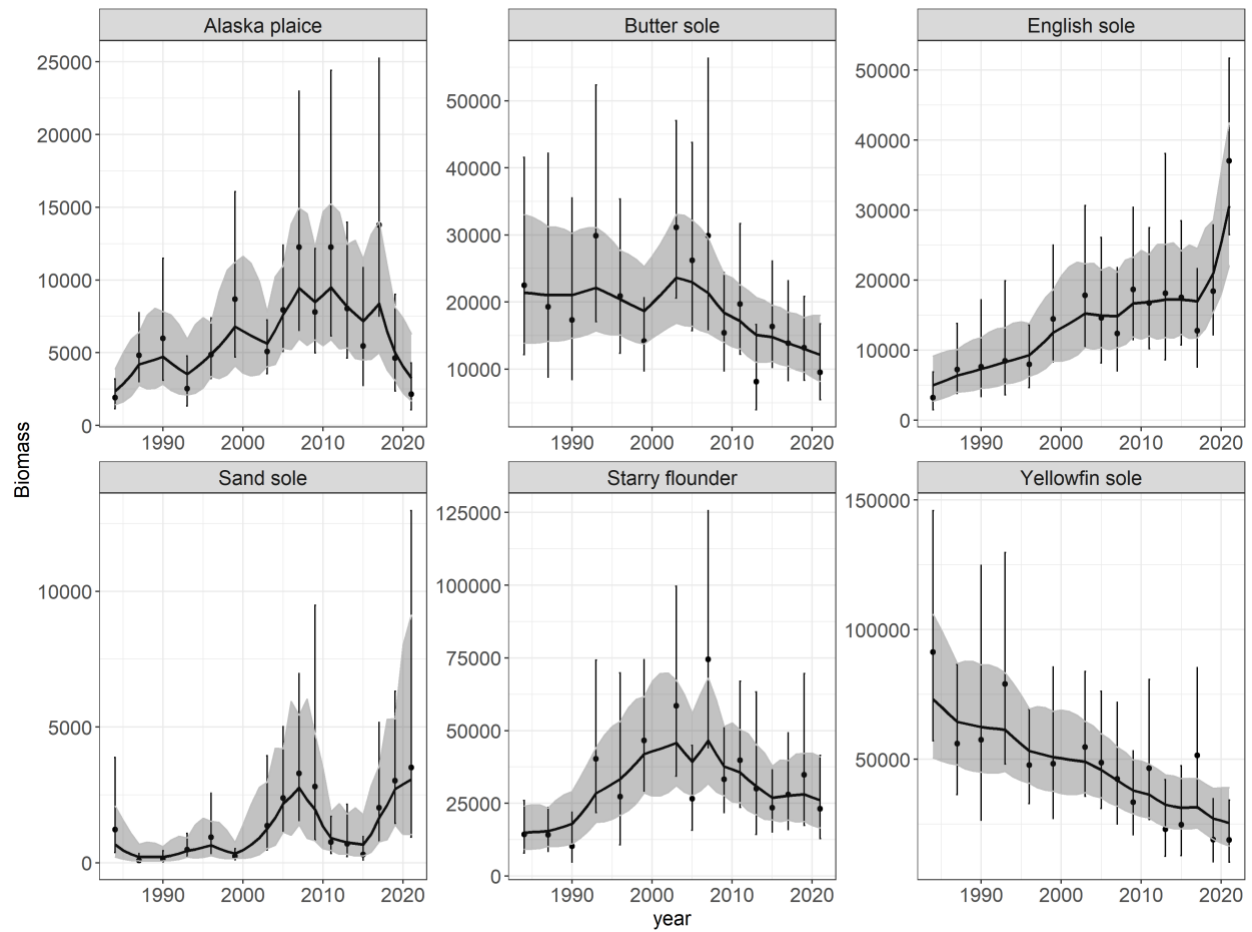 Alaska plaice
Butter sole
English sole
25000
20000
15000
10000
5000
0
50000
40000
30000
20000
10000
50000
40000
30000
20000
10000
0
1990 2000 2010 2020
1990 2000 2010 2020
1990 2000 2010 2020
Biomass
Sand sole
Starry flounder
Yellowfin sole
10000
5000
0
125000
100000
75000
50000
25000
0
150000
100000
50000
1990 2000 2010 2020
1990 2000 2010 2020
1990 2000 2010 2020
year